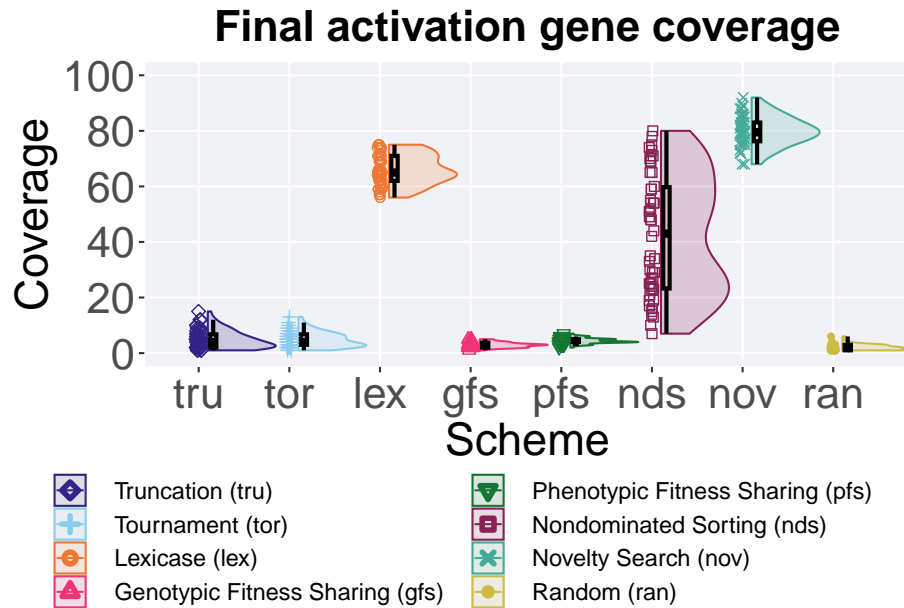 Final activation gene coverage
100
80
60
40
20
0
Coverage
tru tor lex gfs pfs nds nov ran
Scheme
Truncation (tru)
Tournament (tor)
Lexicase (lex)
Genotypic Fitness Sharing (gfs)
Phenotypic Fitness Sharing (pfs)
Nondominated Sorting (nds)
Novelty Search (nov)
Random (ran)